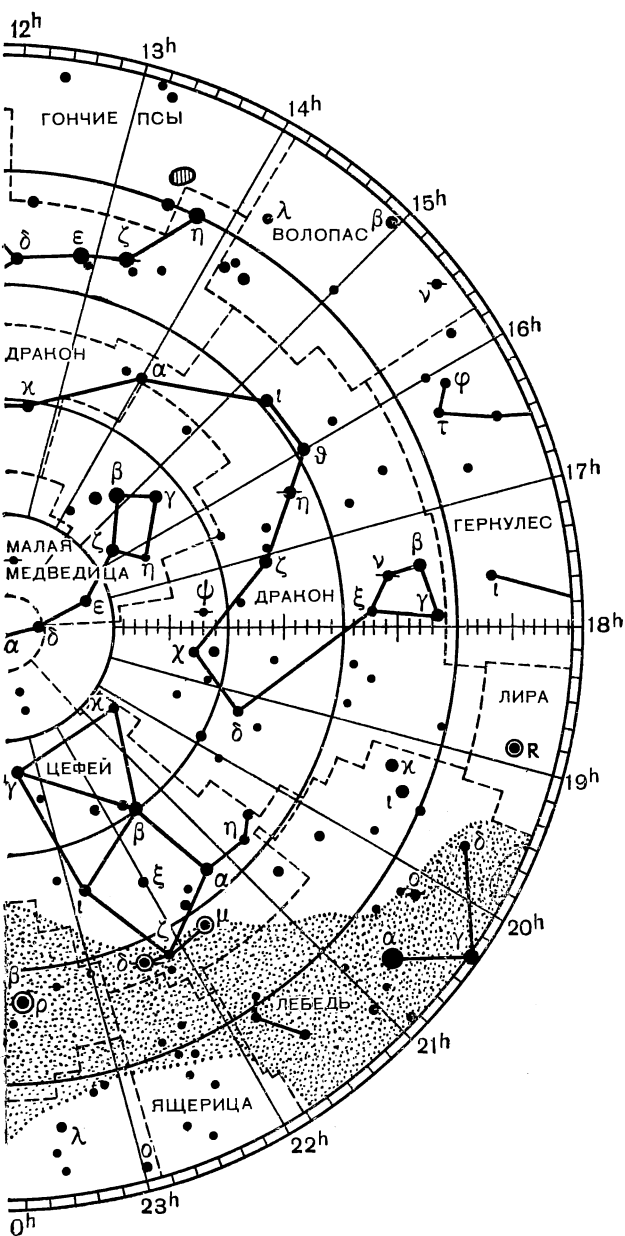 12h
13h
ГОНЧИЕ ПСЫ
14h
λ
β
15h
ВОЛОПАС
η
δ
ε
ζ
ν
16h
ДРАКОН
α
φ
ϰ
ι
τ
ϑ
17h
β
γ
η
ГЕРКУЛЕС
МАЛАЯ
ζ
η
ζ
ν
β
МЕДВЕДИЦА
ДРАКОН
ι
ε
ψ
ξ
γ
α
δ
18h
χ
ϰ
δ
ЛИРА
ЦЕФЕЙ
R
γ
ϰ
19h
β
ι
η
δ
ι
ξ
α
ο
ζ
μ
20h
β
δ
α
γ
ρ
ЛЕБЕДЬ
21h
ЯЩЕРИЦА
λ
ο
22h
23h
0h